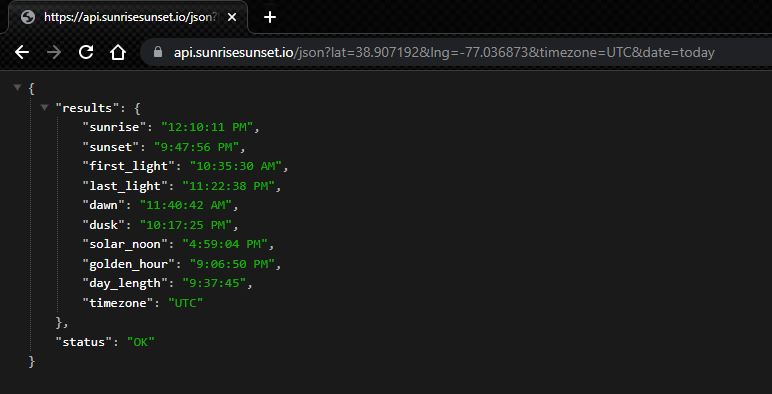 https://api.sunrisesunset.io/json?
api.sunrisesunset.io/json?lat=38.907192&lng=-77.036873&timezone=UTC&date=today
{
"results": {
"sunrise": "12:10:11 PM",
"sunset": "9:47:56 PM",
"first_light": "10:35:30 AM",
"last_light": "11:22:38 PM",
"dawn": "11:40:42 AM",
"dusk": "10:17:25 PM",
"solar_noon": "4:59:04 PM",
"golden_hour": "9:06:50 PM",
"day_length": "9:37:45",
"timezone": "UTC"
},
"status": "OK"
}